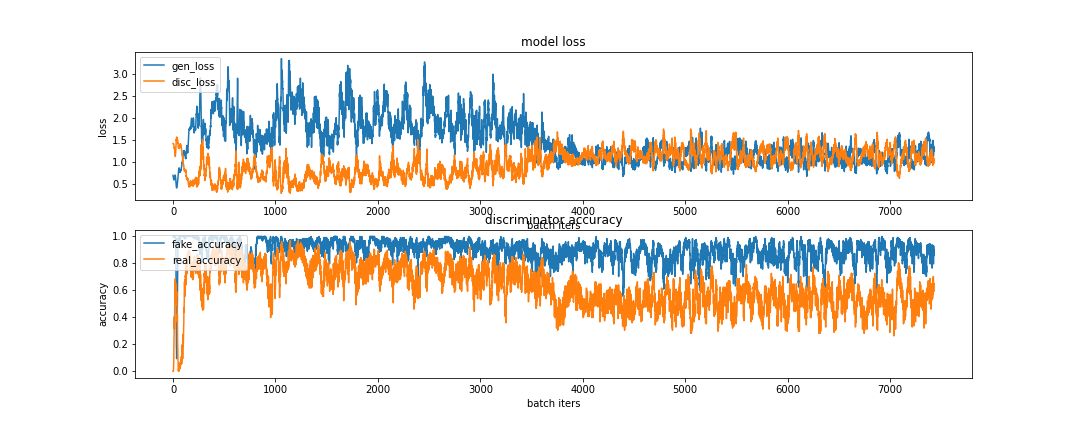 model loss
gen_loss
disc_loss
3.0
2.5
2.0
1.5
1.0
0.5
loss
0 1000 2000 3000 4000 5000 6000 7000
batch iters
discriminator accuracy
fake_accuracy
real_accuracy
1.0
0.8
0.6
0.4
0.2
0.0
accuracy
0 1000 2000 3000 4000 5000 6000 7000
batch iters